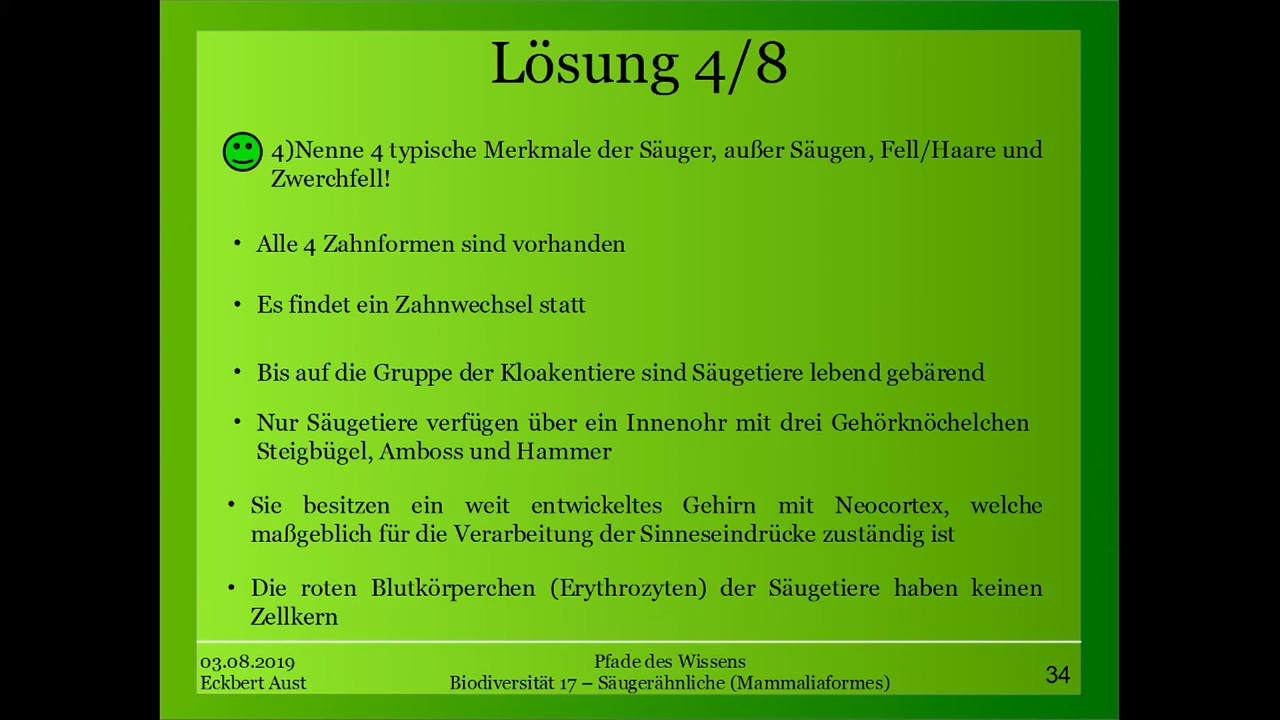 Lösung 4/8
4)Nenne 4 typische Merkmale der Säuger, außer Säugen, Fell/Haare und
Zwerchfell!
• Alle 4 Zahnformen sind vorhanden
• Es findet ein Zahnwechsel statt
• Bis auf die Gruppe der Kloakentiere sind Säugetiere lebend gebärend
• Nur Säugetiere verfügen über ein Innenohr mit drei Gehörknöchelchen
Steigbügel, Amboss und Hammer
• Sie besitzen ein weit entwickeltes Gehirn mit Neocortex, welche
maßgeblich für die Verarbeitung der Sinneseindrücke zuständig ist
• Die roten Blutkörperchen (Erythrozyten) der Säugetiere haben keinen
Zellkern
03.08.2019
Eckbert Aust
Pfade des Wissens
Biodiversität 17 – Säugerähnliche (Mammaliaformes)
34